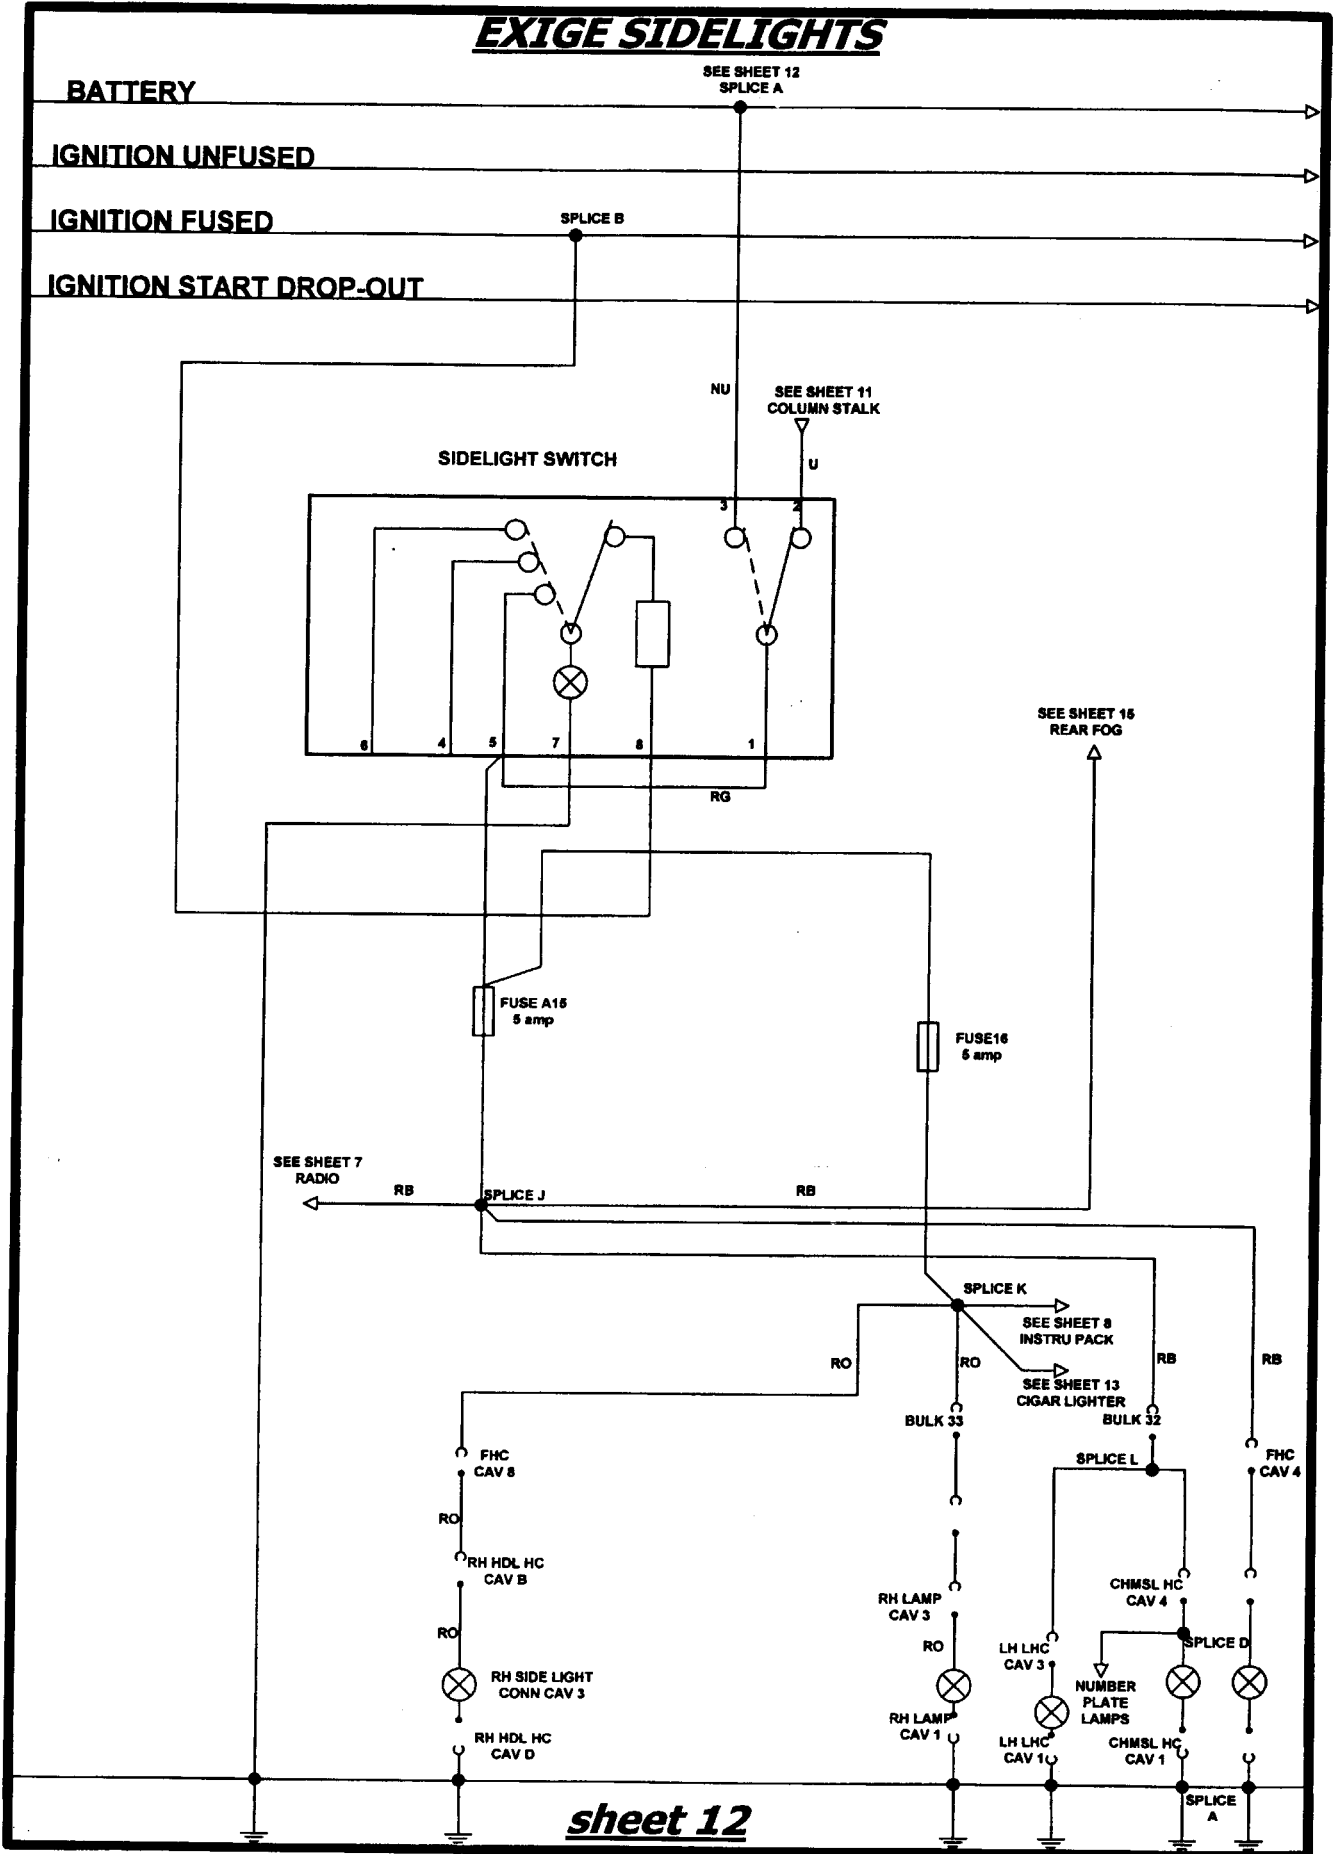 EXIGE SIDELIGHTS
SEE SHEET 12
SPLICE A
BATTERY
IGNITION UNFUSED
IGNITION FUSED
SPLICE B
IGNITION START DROP-OUT
NU
SEE SHEET 11
COLUMN STALK
U
SIDELIGHT SWITCH
3
2
6
4
5
7
8
1
RG
SEE SHEET 15
REAR FOG
FUSE A15
5 amp
FUSE16
5 amp
SEE SHEET 7
RADIO
RB
SPLICE J
RB
SPLICE K
SEE SHEET 8
INSTRU PACK
RO
RO
SEE SHEET 13
CIGAR LIGHTER
RB
RB
BULK 33
BULK 32
FHC
CAV 8
SPLICE L
FHC
CAV 4
RO
RH HDL HC
CAV B
RH LAMP
CAV 3
CHMSL HC
CAV 4
RO
RO
LH LHC
CAV 3
SPLICE D
RH SIDE LIGHT
CONN CAV 3
NUMBER
PLATE
LAMPS
RH LAMP
CAV 1
RH HDL HC
CAV D
LH LHC
CAV 1
CHMSL HC
CAV 1
SPLICE
A
sheet 12